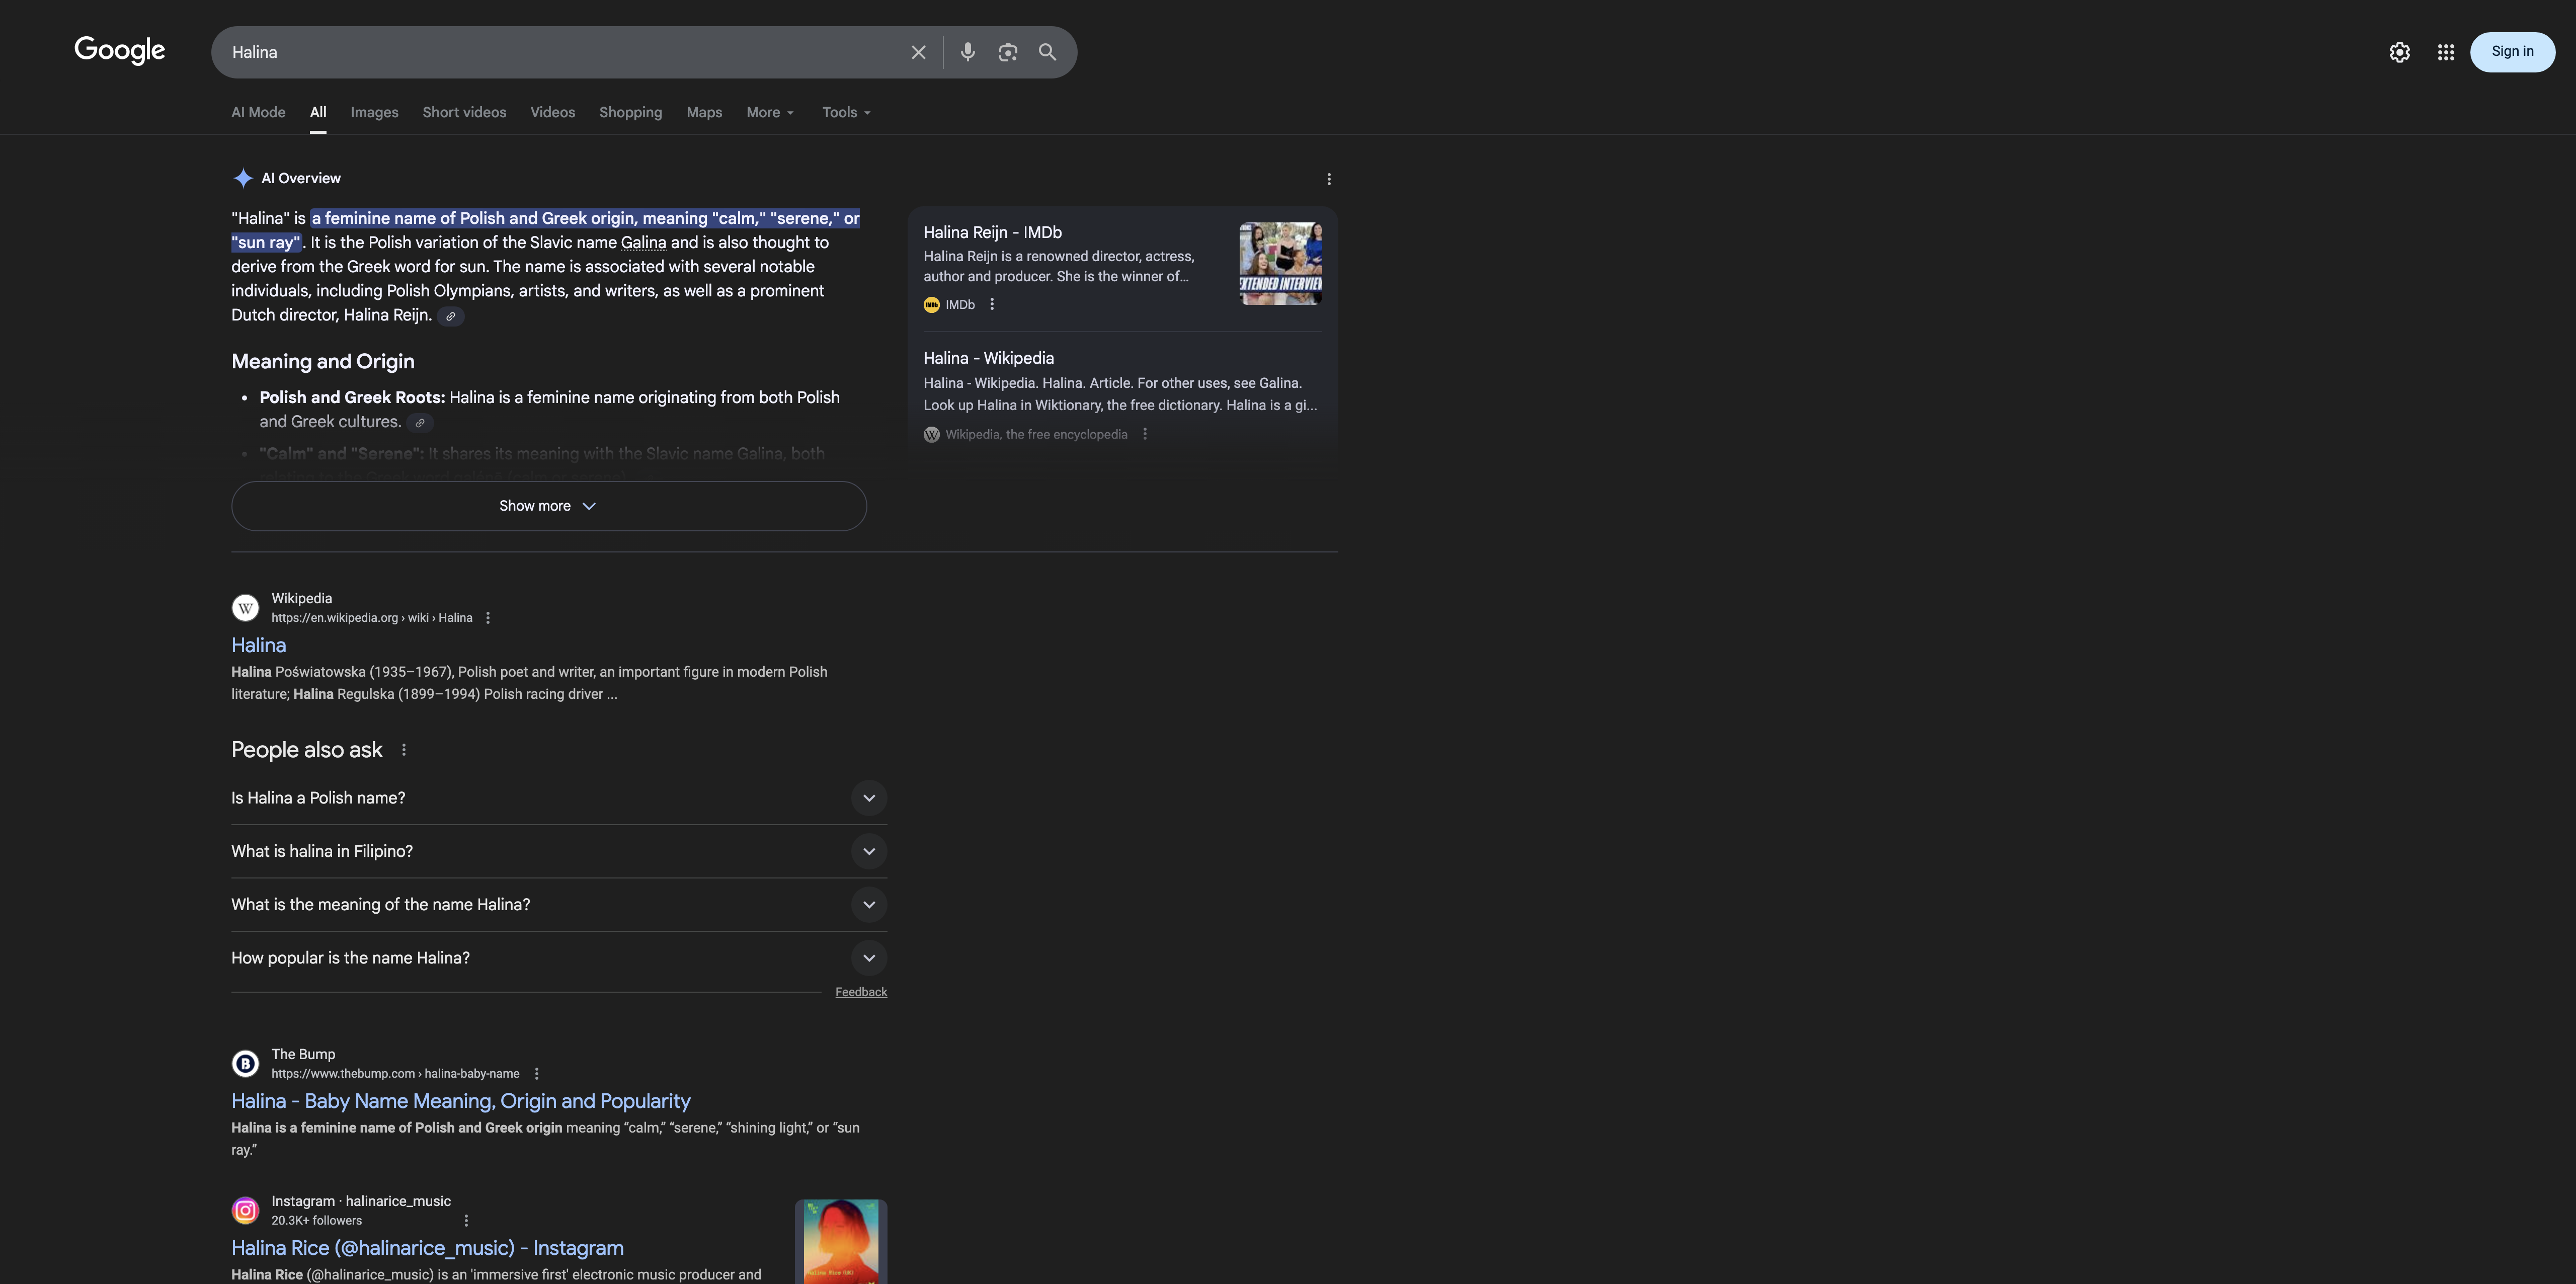 Google
Halina
Sign in
AI Mode
All
Images
Short videos
Videos
Shopping
Maps
More
Tools
AI Overview
"Halina" is a feminine name of Polish and Greek origin, meaning "calm," "serene," or
"sun ray". It is the Polish variation of the Slavic name Galina and is also thought to
derive from the Greek word for sun. The name is associated with several notable
individuals, including Polish Olympians, artists, and writers, as well as a prominent
Dutch director, Halina Reijn.
Meaning and Origin
• Polish and Greek Roots: Halina is a feminine name originating from both Polish
and Greek cultures.
• "Calm" and "Serene": It shares its meaning with the Slavic name Galina, both
Show more
Halina Reijn - IMDb
Halina Reijn is a renowned director, actress,
author and producer. She is the winner of...
EXTENDED INTERVIEW
IMDb
Halina - Wikipedia
Halina - Wikipedia. Halina. Article. For other uses, see Galina.
Look up Halina in Wiktionary, the free dictionary. Halina is a gi...
Wikipedia, the free encyclopedia
Wikipedia
https://en.wikipedia.org › wiki › Halina
Halina
Halina Poświatowska (1935–1967), Polish poet and writer, an important figure in modern Polish
literature; Halina Regulska (1899–1994) Polish racing driver ...
People also ask
Is Halina a Polish name?
What is halina in Filipino?
What is the meaning of the name Halina?
How popular is the name Halina?
Feedback
The Bump
https://www.thebump.com › halina-baby-name
Halina - Baby Name Meaning, Origin and Popularity
Halina is a feminine name of Polish and Greek origin meaning “calm,” “serene,” “shining light,” or “sun
ray.”
Instagram · halinarice_music
20.3K+ followers
Halina Rice (@halinarice_music) - Instagram
Halina Rice (@halinarice_music) is an 'immersive first' electronic music producer and
Halina Rice (UK)